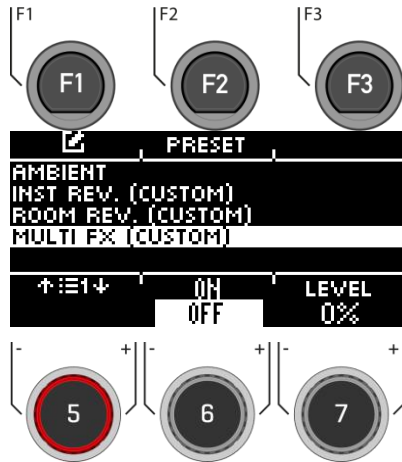 F1 F2 F3
F1 F2 F3
PRESET
AMBIENT
INST REV. (CUSTOM)
ROOM REV. (CUSTOM)
MULTI FX (CUSTOM)
↑ 1↓ ON LEVEL
OFF 0%
- + - + - +
5 6 7